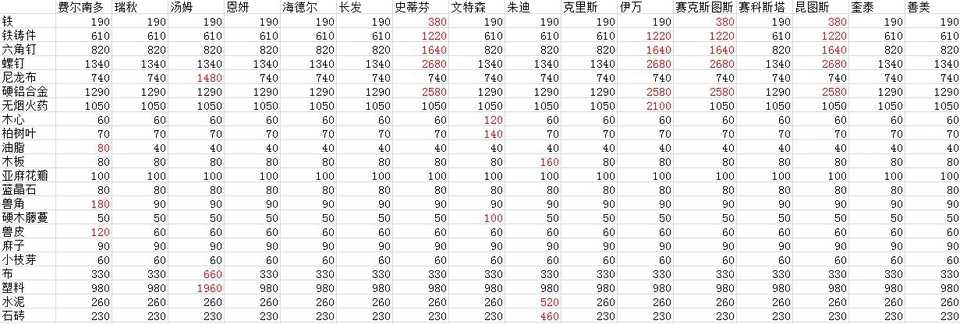 费尔南多 瑞秋 汤姆 恩妍 海德尔 长发 史蒂芬 文特森 朱迪 克里斯 伊万 赛克斯图斯 赛科斯塔 昆图斯 奎泰 善美
铁 190 190 190 190 190 190 380 190 190 190 190 380 190 380 190 190
铁铸件 610 610 610 610 610 610 1220 610 610 610 1220 1220 610 1220 610 610
六角钉 820 820 820 820 820 820 1640 820 820 820 1640 1640 820 1640 820 820
螺钉 1340 1340 1340 1340 1340 1340 2680 1340 1340 1340 2680 2680 1340 2680 1340 1340
尼龙布 740 740 1480 740 740 740 740 740 740 740 740 740 740 740 740 740
硬铝合金 1290 1290 1290 1290 1290 1290 2580 1290 1290 1290 2580 2580 1290 2580 1290 1290
无烟火药 1050 1050 1050 1050 1050 1050 1050 1050 1050 1050 2100 1050 1050 1050 1050 1050
木心 60 60 60 60 60 60 60 120 60 60 60 60 60 60 60 60
柏树叶 70 70 70 70 70 70 70 140 70 70 70 70 70 70 70 70
油脂 80 40 40 40 40 40 40 40 40 40 40 40 40 40 40 40
木板 80 80 80 80 80 80 80 80 160 80 80 80 80 80 80 80
亚麻花瓣 100 100 100 100 100 100 100 100 100 100 100 100 100 100 100 100
蓝晶石 80 80 80 80 80 80 80 80 80 80 80 80 80 80 80 80
兽角 180 90 90 90 90 90 90 90 90 90 90 90 90 90 90 90
硬木藤蔓 50 50 50 50 50 50 50 100 50 50 50 50 50 50 50 50
兽皮 120 60 60 60 60 60 60 60 60 60 60 60 60 60 60 60
麻子 90 90 90 90 90 90 90 90 90 90 90 90 90 90 90 90
小枝芽 60 60 60 60 60 60 60 60 60 60 60 60 60 60 60 60
布 330 330 660 330 330 330 330 330 330 330 330 330 330 330 330 330
塑料 980 980 1960 980 980 980 980 980 980 980 980 980 980 980 980 980
水泥 260 260 260 260 260 260 260 260 520 260 260 260 260 260 260 260
石砖 230 230 230 230 230 230 230 230 460 230 230 230 230 230 230 230